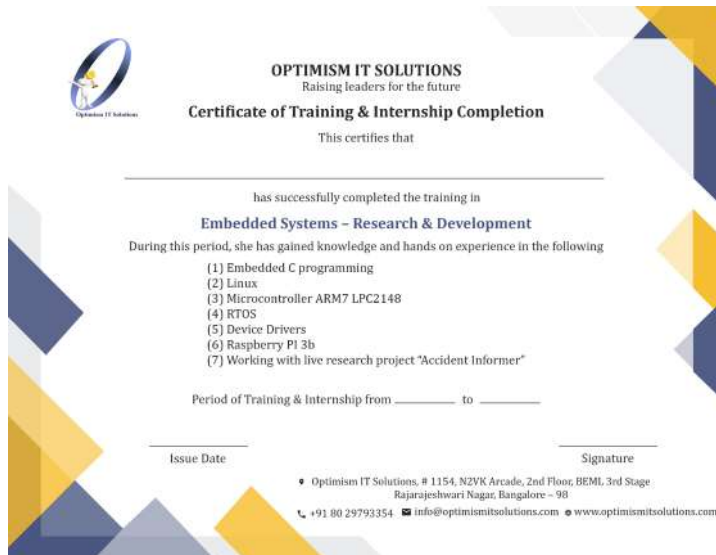 Optimism IT Solutions
OPTIMISM IT SOLUTIONS
Raising leaders for the future
Certificate of Training & Internship Completion
This certifies that
has successfully completed the training in
Embedded Systems – Research & Development
During this period, she has gained knowledge and hands on experience in the following
(1) Embedded C programming
(2) Linux
(3) Microcontroller ARM7 LPC2148
(4) RTOS
(5) Device Drivers
(6) Raspberry PI 3b
(7) Working with live research project "Accident Informer"
Period of Training & Internship from __________ to __________
Issue Date
Signature
Optimism IT Solutions, # 1154, N2VK Arcade, 2nd Floor, BEML 3rd Stage
Rajarajeshwari Nagar, Bangalore – 98
+91 80 29793354 info@optimismitsolutions.com www.optimismitsolutions.com